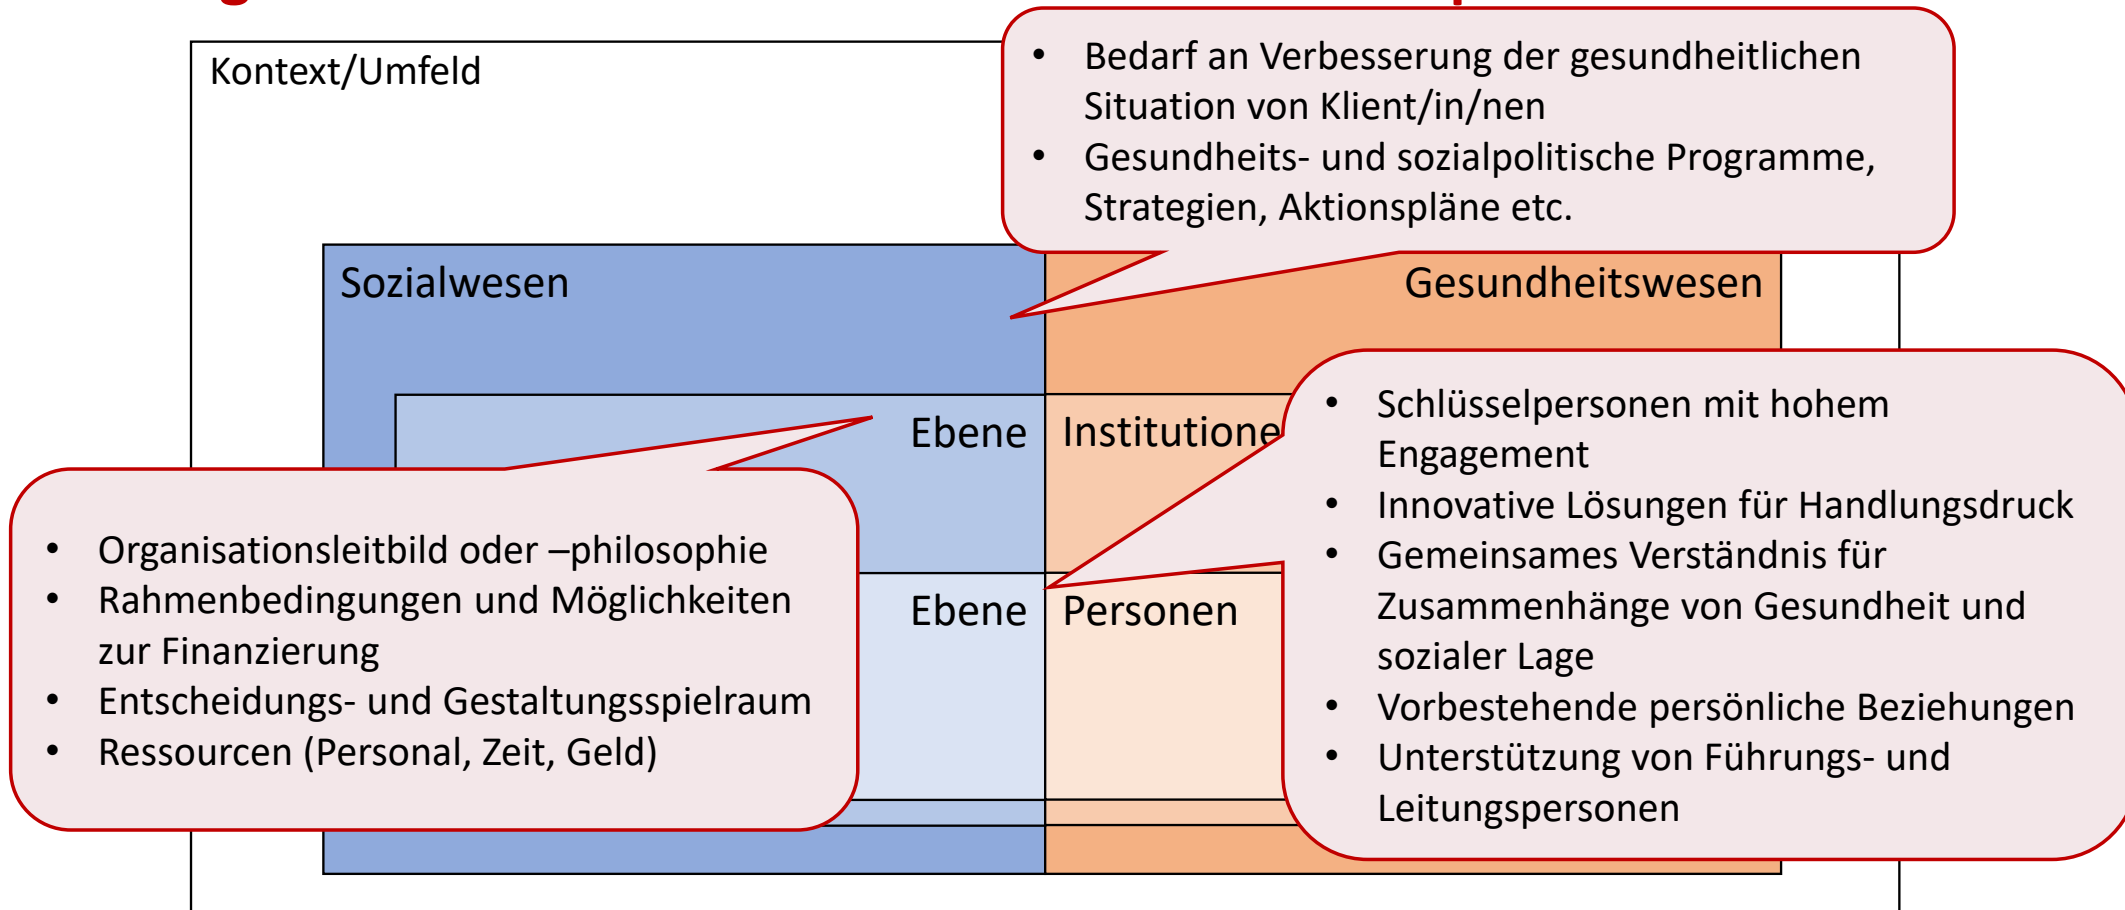 Kontext/Umfeld
• Bedarf an Verbesserung der gesundheitlichen
Situation von Klient/in/nen
• Gesundheits- und sozialpolitische Programme,
Strategien, Aktionspläne etc.
Sozialwesen
Gesundheitswesen
Ebene Institutione
Ebene Personen
• Organisationsleitbild oder –philosophie
• Rahmenbedingungen und Möglichkeiten
zur Finanzierung
• Entscheidungs- und Gestaltungsspielraum
• Ressourcen (Personal, Zeit, Geld)
• Schlüsselpersonen mit hohem
Engagement
• Innovative Lösungen für Handlungsdruck
• Gemeinsames Verständnis für
Zusammenhänge von Gesundheit und
sozialer Lage
• Vorbestehende persönliche Beziehungen
• Unterstützung von Führungs- und
Leitungspersonen